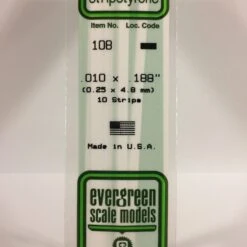 Item No. Loc. Code
108
.010 x .188"
(0.25 x 4.8 mm)
10 Strips
Made in U.S.A.
evergreen
scale models